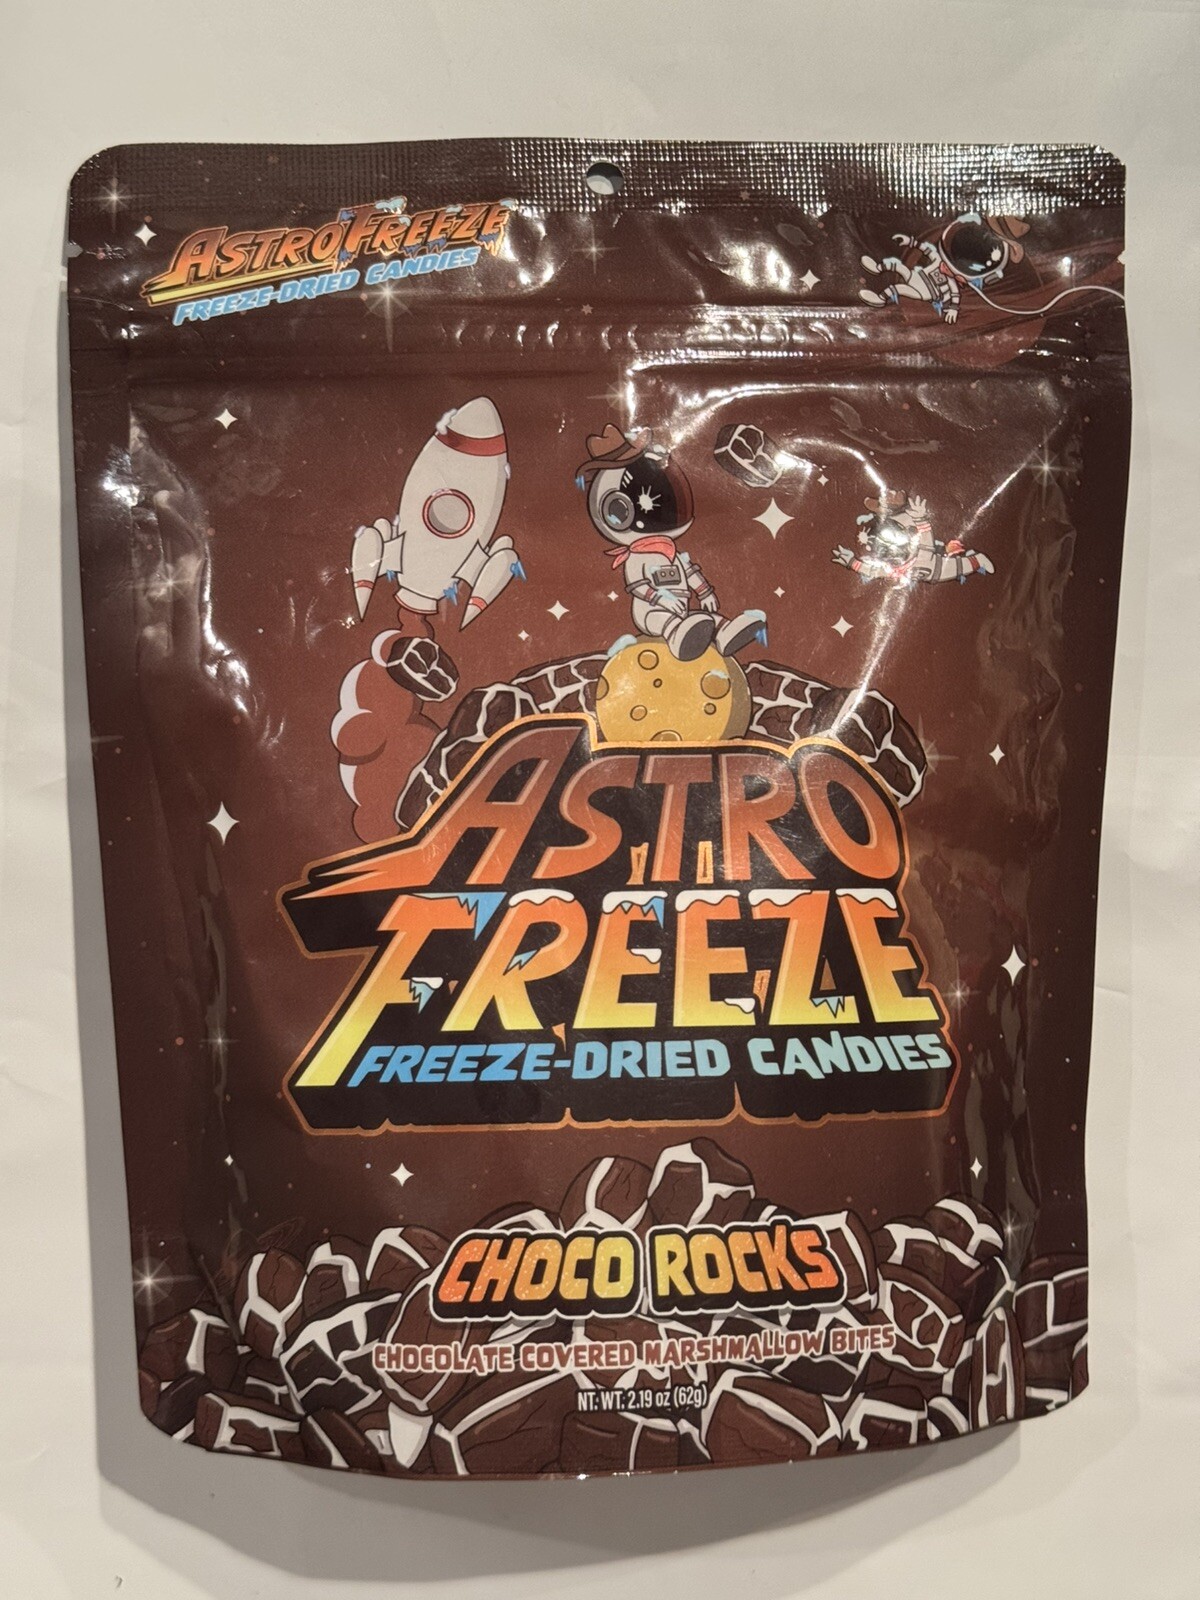 ASTROFREEZE
FREEZE-DRIED CANDIES
ASTRO
FREEZE
FREEZE-DRIED CANDIES
CHOCO ROCKS
CHOCOLATE COVERED MARSHMALLOW BITES
NT. WT. 2.19 oz (62g)